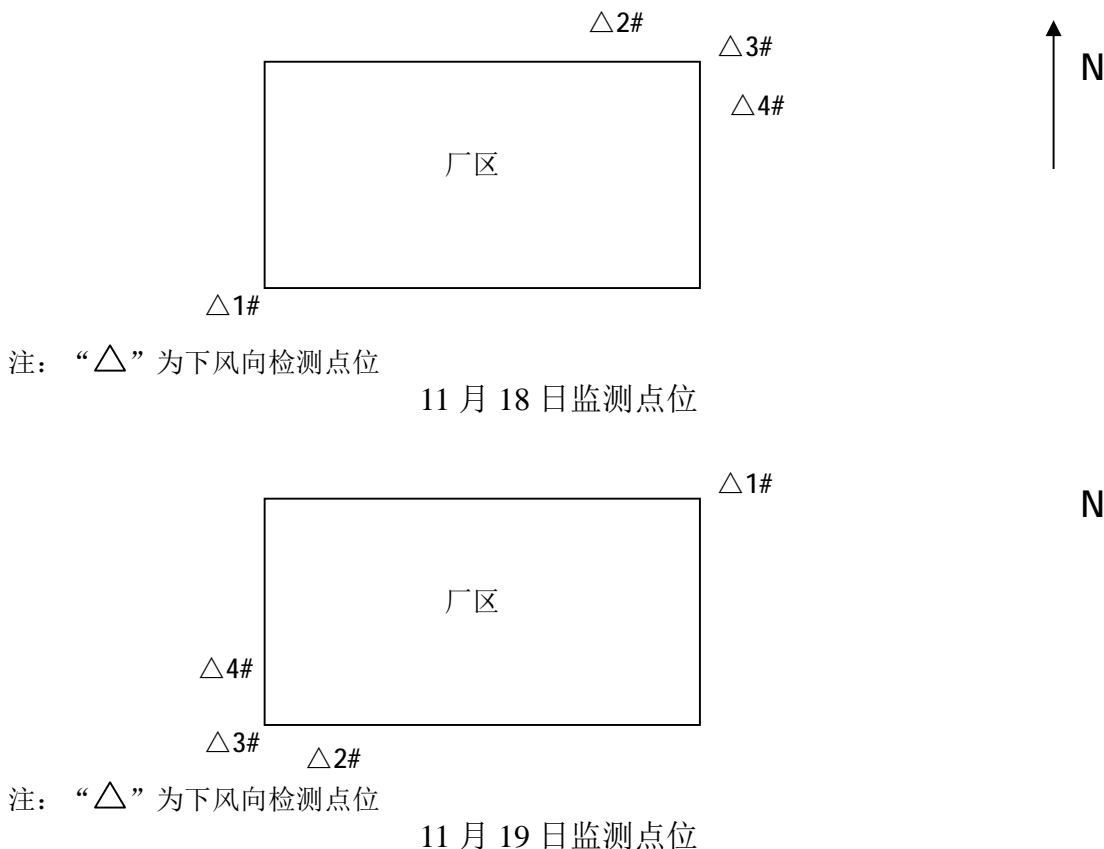 △2#
△3#
N
△4#
厂区
△1#
注：“△”为下风向检测点位
11 月 18 日监测点位
△1#
N
厂区
△4#
△3#
△2#
注：“△”为下风向检测点位
11 月 19 日监测点位